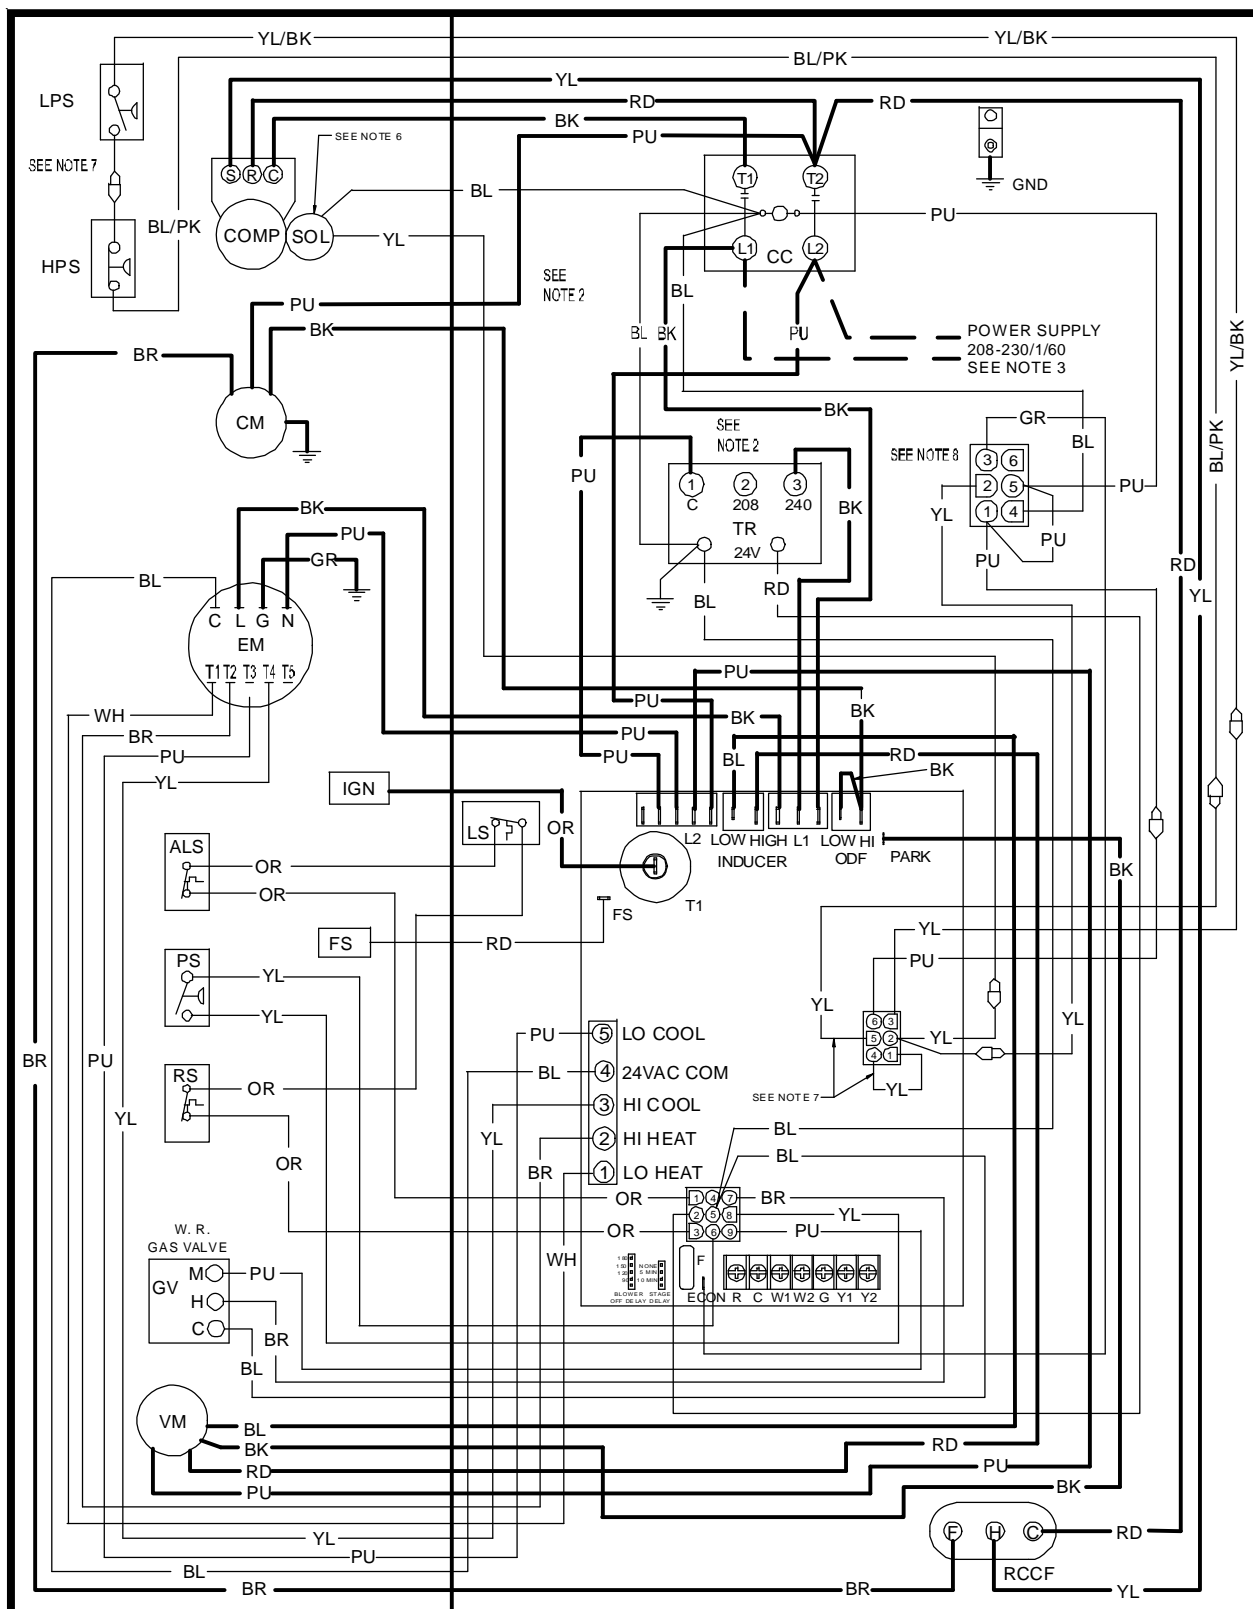 YL/BK
YL/BK
BL/PK
YL
LPS
RD
RD
BK
PU
SEE NOTE 6
SEE NOTE 7
S R C
T1
T2
GND
BL
PU
BL/PK
COMP
SOL
YL
L1
L2
CC
HPS
SEE
NOTE 2
BL
PU
BK
BL
BK
PU
POWER SUPPLY
208-230/1/60
SEE NOTE 3
YL/BK
BR
CM
BK
GR
SEE
NOTE 2
BL
BL/PK
SEE NOTE 8
3 6
2 5
1 4
PU
1
2
3
C
208
240
TR
24V
PU
BK
YL
PU
PU
BK
PU
GR
BL
RD
BL
RD
YL
C L G N
EM
T1 T2 T3 T4 T5
PU
WH
PU
BK
BK
BR
PU
PU
YL
PU
BL
RD
BK
IGN
OR
LS
L2
LOW HIGH
INDUCER
L1
LOW HI
ODF
PARK
ALS
OR
BK
OR
T1
FS
FS
RD
YL
PS
YL
PU
YL
YL
6 3
5 2
4 1
YL
YL
BR
PU
PU
5
LO COOL
RS
OR
BL
4
24VAC COM
YL
SEE NOTE 7
3
HI COOL
YL
YL
BL
2
HI HEAT
OR
BR
BL
1
LO HEAT
OR
1 4 7
BR
2 5 8
YL
OR
3 6 9
PU
W. R.
GAS VALVE
WH
M
PU
GV
H
C
BR
BL
180
150
120
90
NONE
5 MIN
10 MIN
BLOWER
OFF DELAY
STAGE
DELAY
F
ECON
R C W1 W2 G Y1 Y2
VM
BL
BK
RD
RD
PU
PU
BK
YL
F H C
RD
PU
RCCF
BL
BR
BR
YL